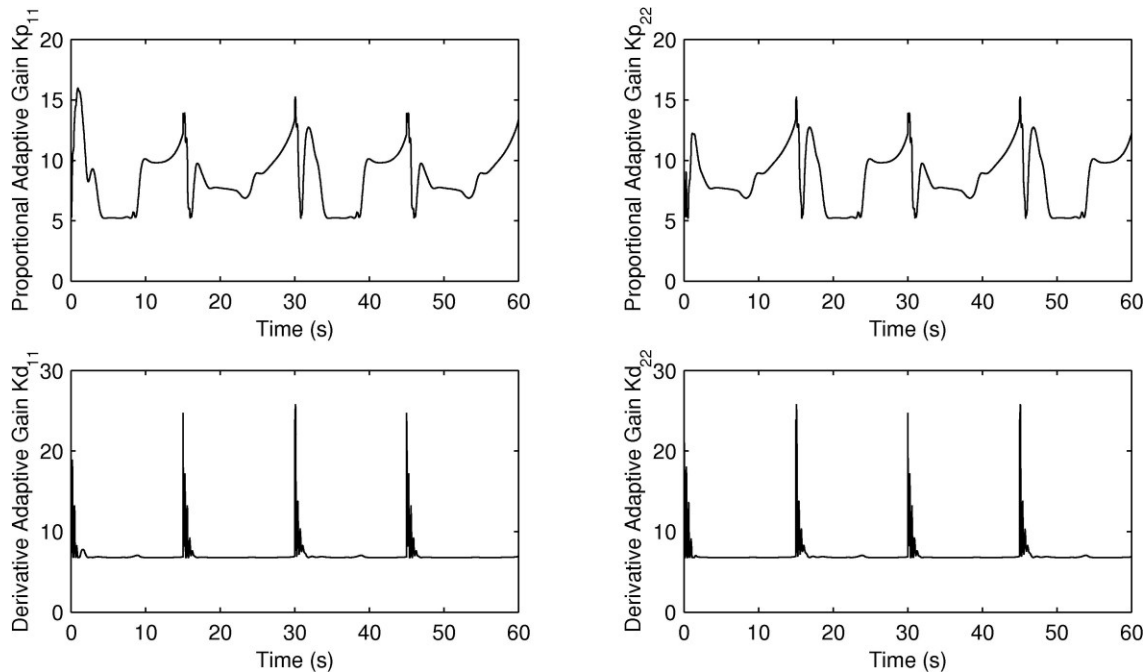 Proportional Adaptive Gain Kp11
20
15
10
5
0
0 10 20 30 40 50 60
Time (s)
Proportional Adaptive Gain Kp22
20
15
10
5
0
0 10 20 30 40 50 60
Time (s)
Derivative Adaptive Gain Kd11
30
20
10
0
0 10 20 30 40 50 60
Time (s)
Derivative Adaptive Gain Kd22
30
20
10
0
0 10 20 30 40 50 60
Time (s)